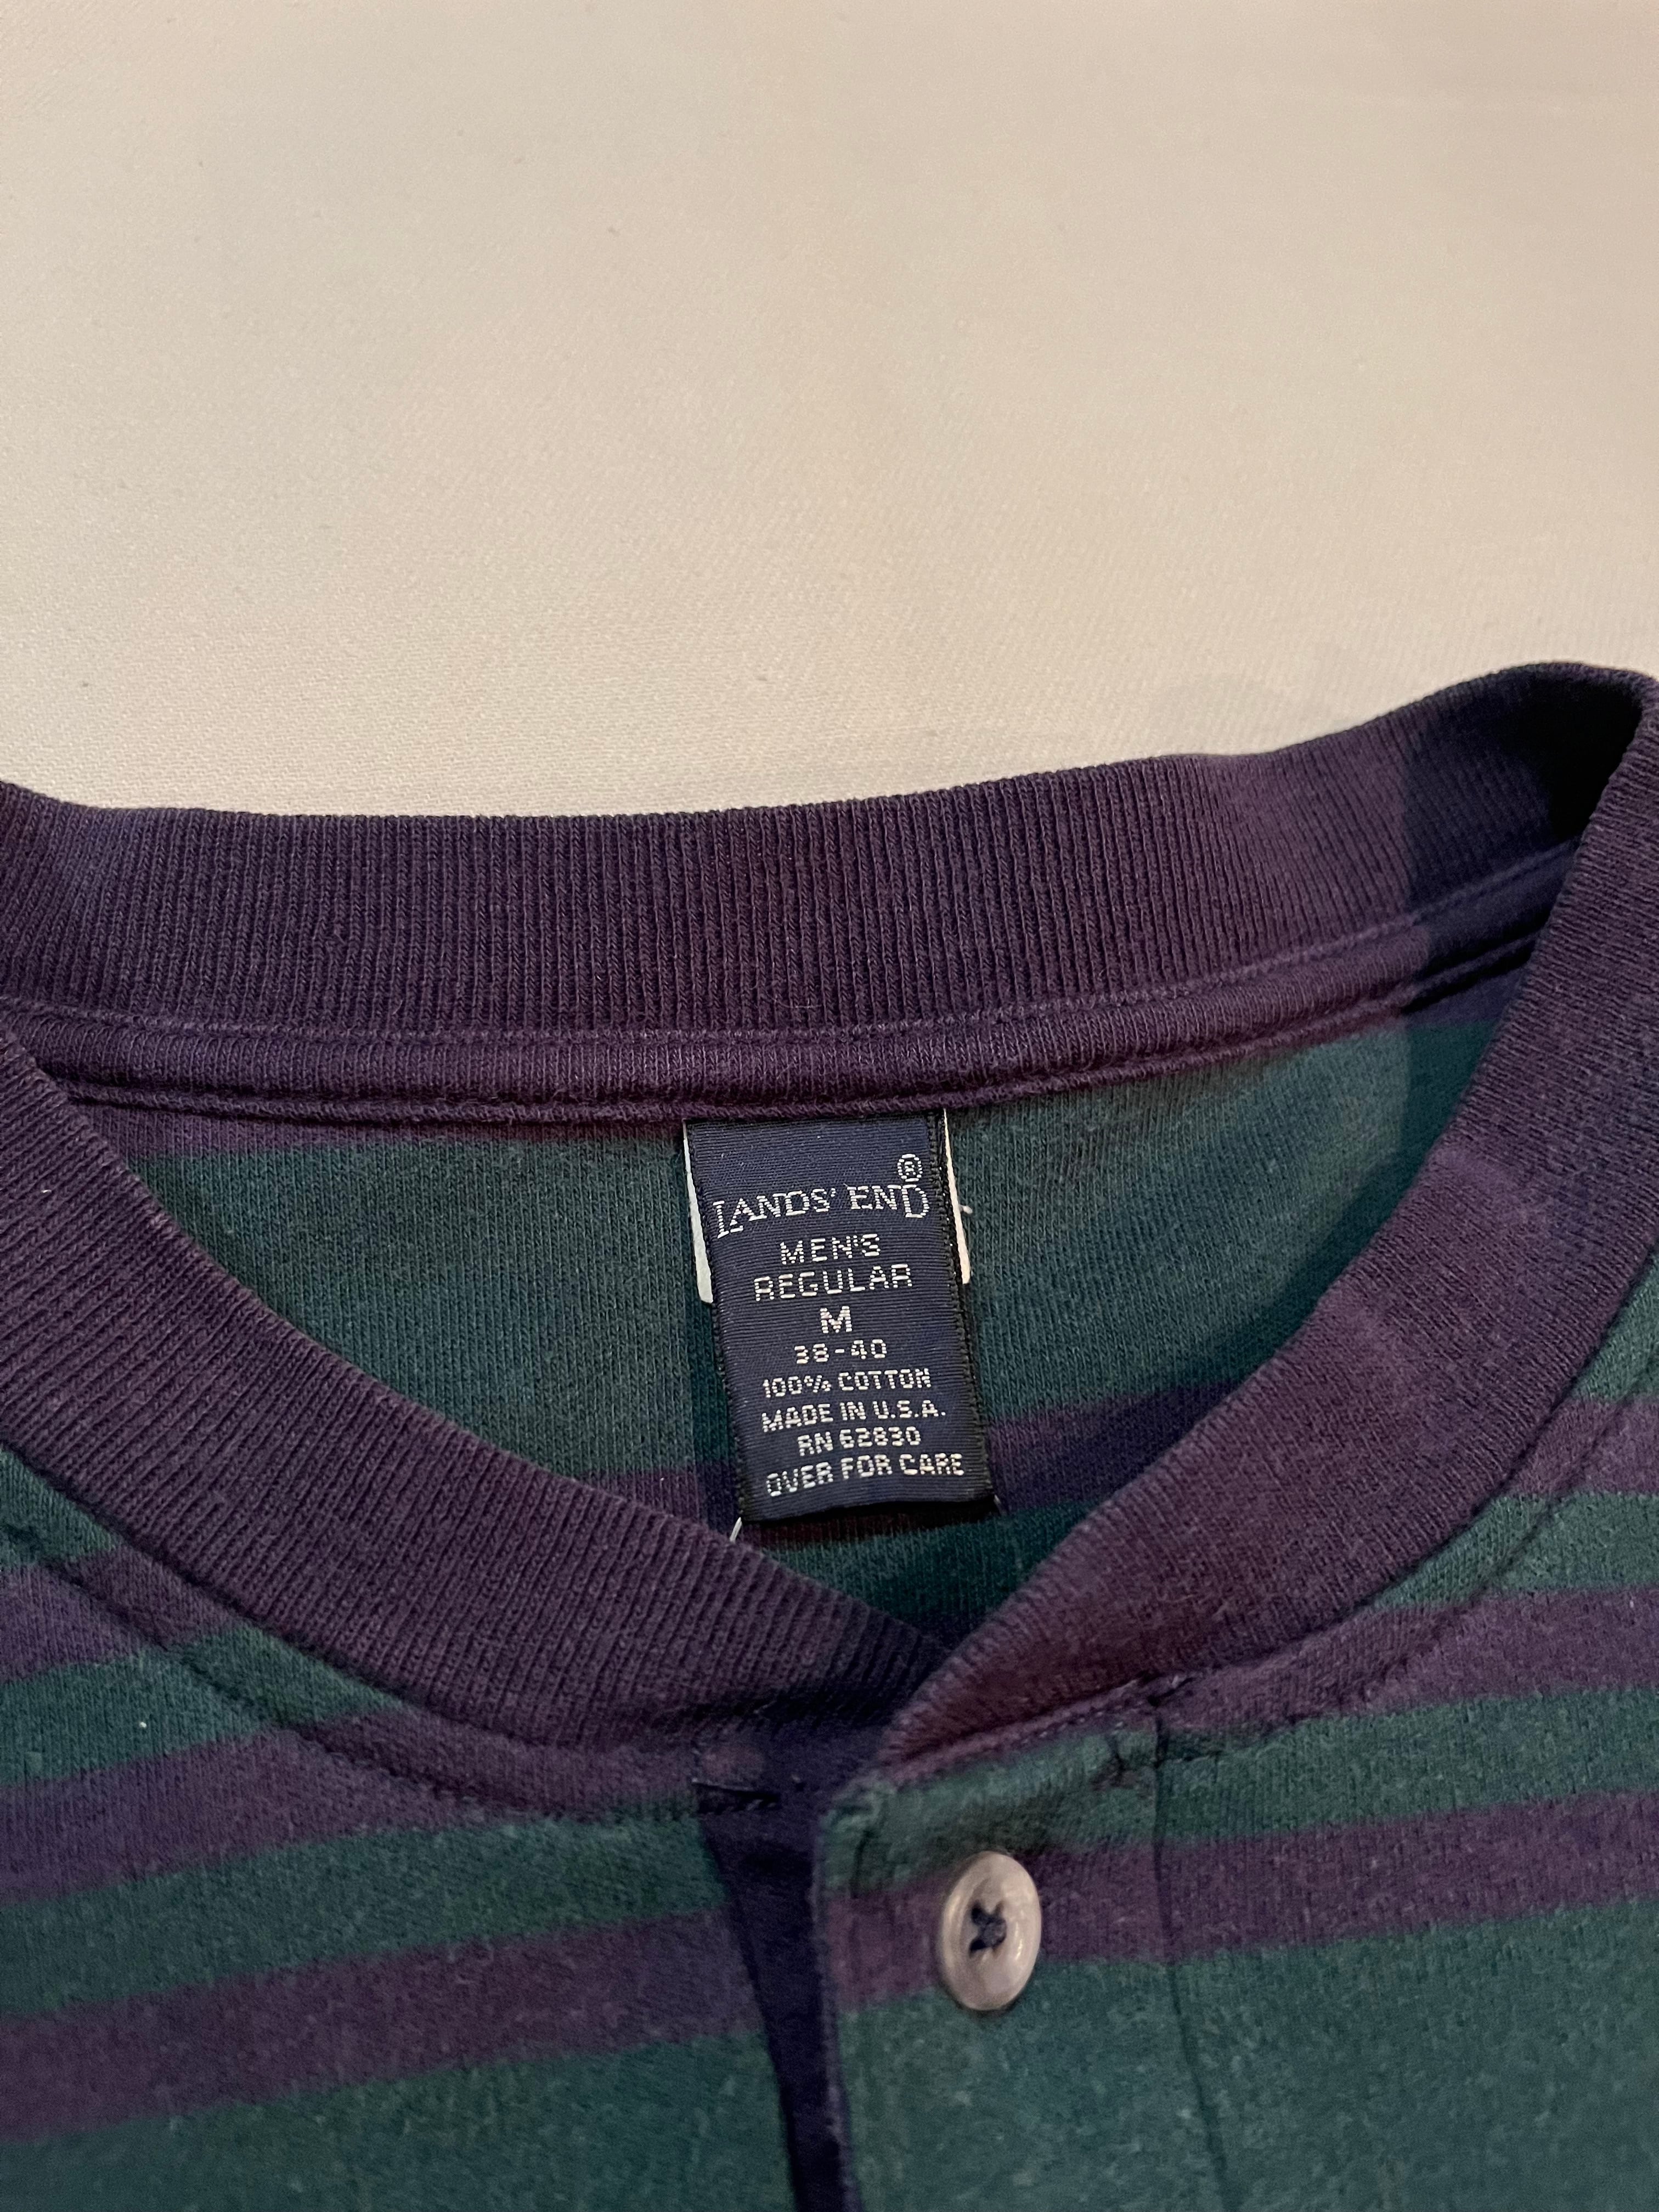 LANDS' END®
MEN'S
REGULAR
M
38-40
100% COTTON
MADE IN U.S.A.
RN 62830
OVER FOR CARE